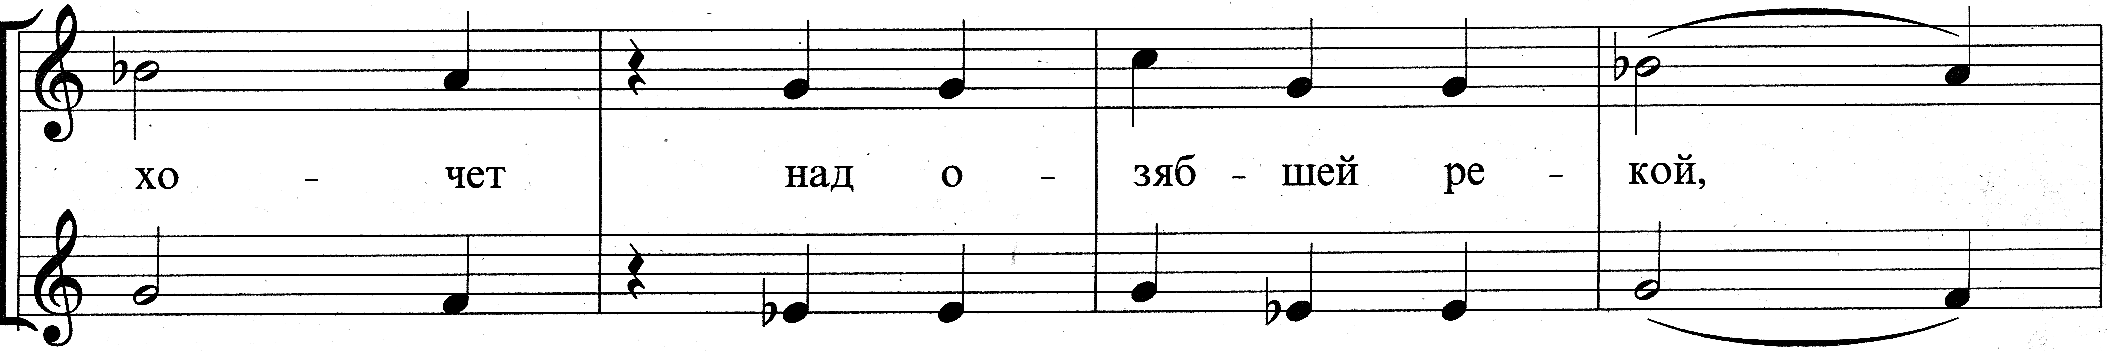 хо - чет над о - зяб - шей ре - кой,